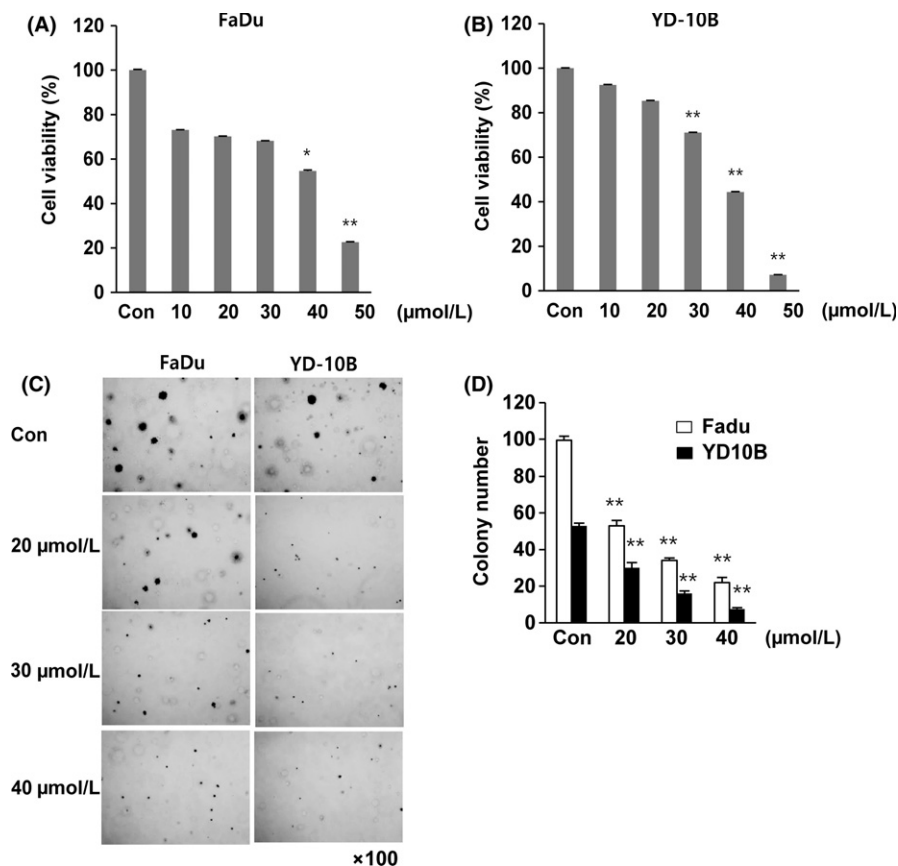 (A)
FaDu
Cell viability (%)
120
100
80
60
40
20
0
*
**
Con 10 20 30 40 50 (µmol/L)
(B)
YD-10B
Cell viability (%)
120
100
80
60
40
20
0
**
**
**
Con 10 20 30 40 50 (µmol/L)
(C)
FaDu YD-10B
Con
20 µmol/L
30 µmol/L
40 µmol/L
×100
(D)
Colony number
120
100
80
60
40
20
0
Fadu
YD10B
**
**
**
**
**
**
Con 20 30 40 (µmol/L)